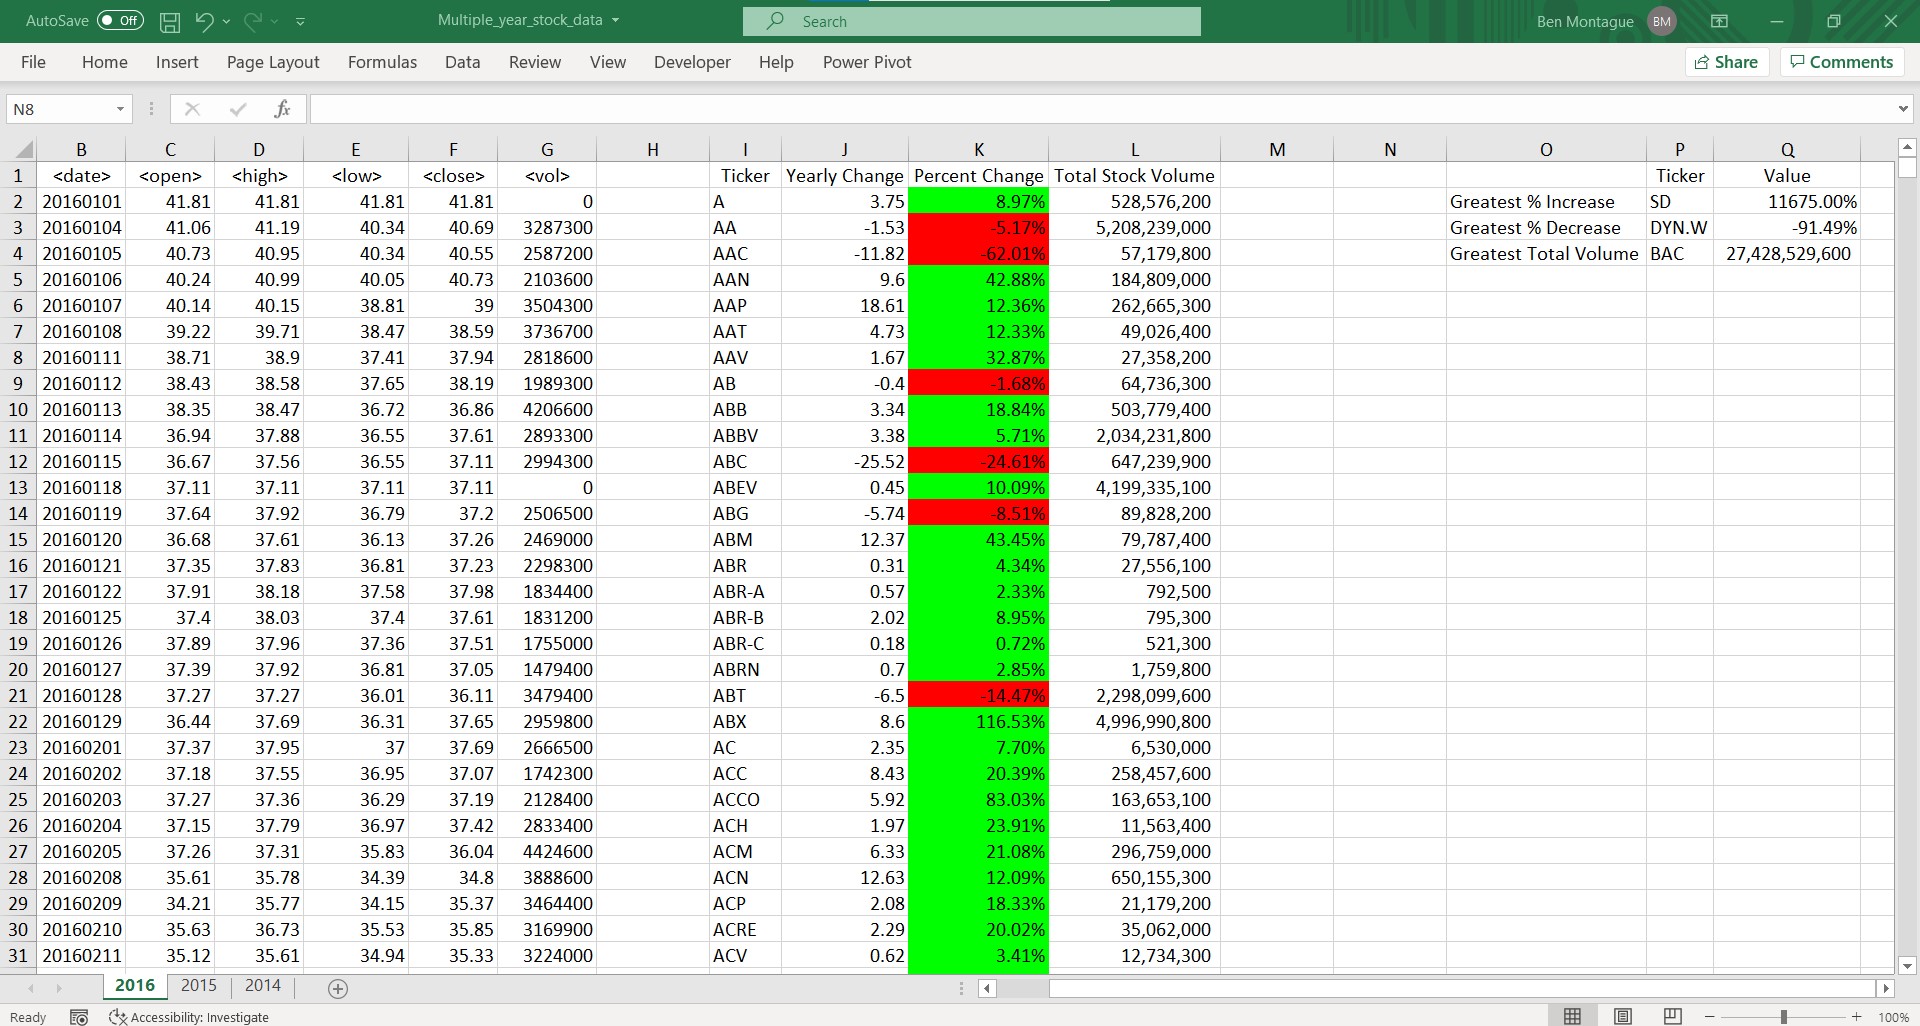 AutoSave Off Multiple_year_stock_data Search Ben Montague BM
File Home Insert Page Layout Formulas Data Review View Developer Help Power Pivot Share Comments
N8 fx
B C D E F G H I J K L M N O P Q
1 <date> <open> <high> <low> <close> <vol> Ticker Yearly Change Percent Change Total Stock Volume Ticker Value
2 20160101 41.81 41.81 41.81 41.81 0 A 3.75 8.97% 528,576,200 Greatest % Increase SD 11675.00%
3 20160104 41.06 41.19 40.34 40.69 3287300 AA -1.53 -5.17% 5,208,239,000 Greatest % Decrease DYN.W -91.49%
4 20160105 40.73 40.95 40.34 40.55 2587200 AAC -11.82 -62.01% 57,179,800 Greatest Total Volume BAC 27,428,529,600
5 20160106 40.24 40.99 40.05 40.73 2103600 AAN 9.6 42.88% 184,809,000
6 20160107 40.14 40.15 38.81 39 3504300 AAP 18.61 12.36% 262,665,300
7 20160108 39.22 39.71 38.47 38.59 3736700 AAT 4.73 12.33% 49,026,400
8 20160111 38.71 38.9 37.41 37.94 2818600 AAV 1.67 32.87% 27,358,200
9 20160112 38.43 38.58 37.65 38.19 1989300 AB -0.4 -1.68% 64,736,300
10 20160113 38.35 38.47 36.72 36.86 4206600 ABB 3.34 18.84% 503,779,400
11 20160114 36.94 37.88 36.55 37.61 2893300 ABBV 3.38 5.71% 2,034,231,800
12 20160115 36.67 37.56 36.55 37.11 2994300 ABC -25.52 -24.61% 647,239,900
13 20160118 37.11 37.11 37.11 37.11 0 ABEV 0.45 10.09% 4,199,335,100
14 20160119 37.64 37.92 36.79 37.2 2506500 ABG -5.74 -8.51% 89,828,200
15 20160120 36.68 37.61 36.13 37.26 2469000 ABM 12.37 43.45% 79,787,400
16 20160121 37.35 37.83 36.81 37.23 2298300 ABR 0.31 4.34% 27,556,100
17 20160122 37.91 38.18 37.58 37.98 1834400 ABR-A 0.57 2.33% 792,500
18 20160125 37.4 38.03 37.4 37.61 1831200 ABR-B 2.02 8.95% 795,300
19 20160126 37.89 37.96 37.36 37.51 1755000 ABR-C 0.18 0.72% 521,300
20 20160127 37.39 37.92 36.81 37.05 1479400 ABRN 0.7 2.85% 1,759,800
21 20160128 37.27 37.27 36.01 36.11 3479400 ABT -6.5 -14.47% 2,298,099,600
22 20160129 36.44 37.69 36.31 37.65 2959800 ABX 8.6 116.53% 4,996,990,800
23 20160201 37.37 37.95 37 37.69 2666500 AC 2.35 7.70% 6,530,000
24 20160202 37.18 37.55 36.95 37.07 1742300 ACC 8.43 20.39% 258,457,600
25 20160203 37.27 37.36 36.29 37.19 2128400 ACCO 5.92 83.03% 163,653,100
26 20160204 37.15 37.79 36.97 37.42 2833400 ACH 1.97 23.91% 11,563,400
27 20160205 37.26 37.31 35.83 36.04 4424600 ACM 6.33 21.08% 296,759,000
28 20160208 35.61 35.78 34.39 34.8 3888600 ACN 12.63 12.09% 650,155,300
29 20160209 34.21 35.77 34.15 35.37 3464400 ACP 2.08 18.33% 21,179,200
30 20160210 35.63 36.73 35.53 35.85 3169900 ACRE 2.29 20.02% 35,062,000
31 20160211 35.12 35.61 34.94 35.33 3224000 ACV 0.62 3.41% 12,734,300
2016 2015 2014
Ready Accessibility: Investigate 100%